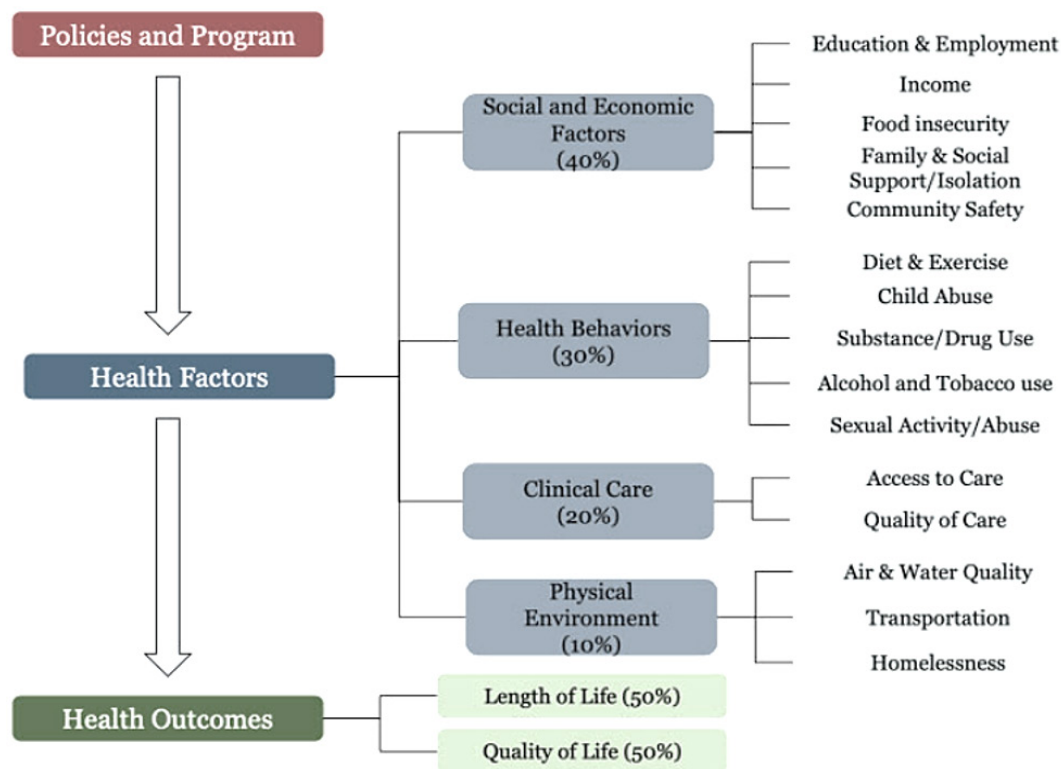 Policies and Program
Health Factors
Social and Economic
Factors
(40%)
Education & Employment
Income
Food insecurity
Family & Social
Support/Isolation
Community Safety
Health Behaviors
(30%)
Diet & Exercise
Child Abuse
Substance/Drug Use
Alcohol and Tobacco use
Sexual Activity/Abuse
Clinical Care
(20%)
Access to Care
Quality of Care
Physical
Environment
(10%)
Air & Water Quality
Transportation
Homelessness
Health Outcomes
Length of Life (50%)
Quality of Life (50%)